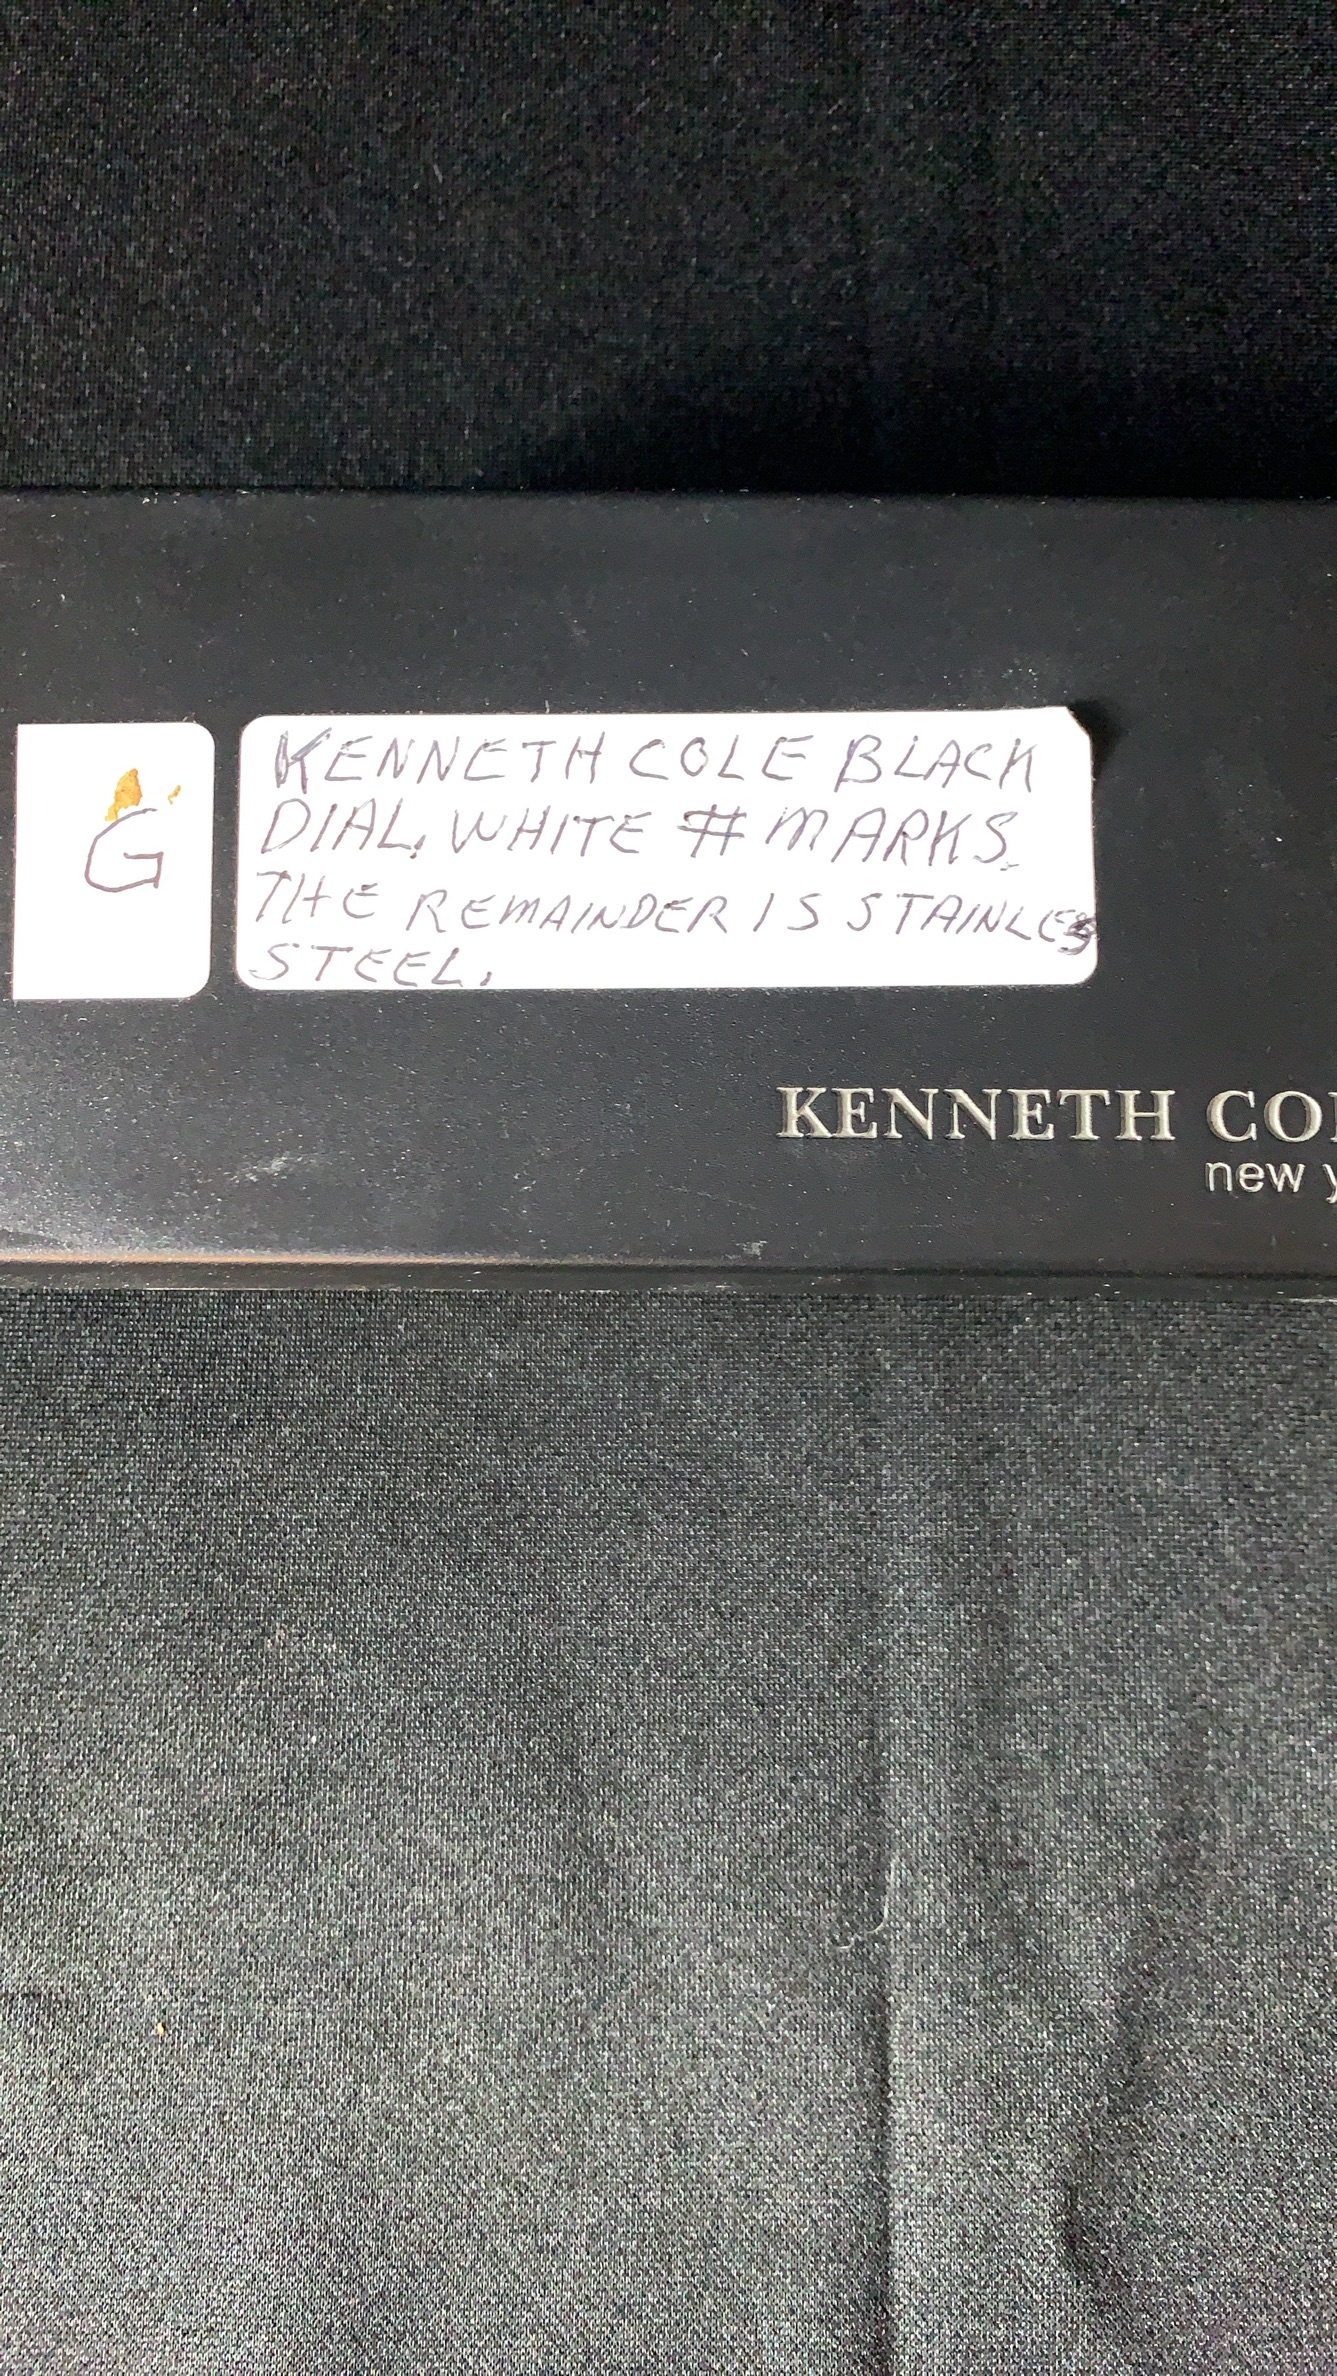 G
KENNETH COLE BLACK
DIAL. WHITE # MARKS.
THE REMAINDER IS STAINLESS
STEEL.
KENNETH CO
new y